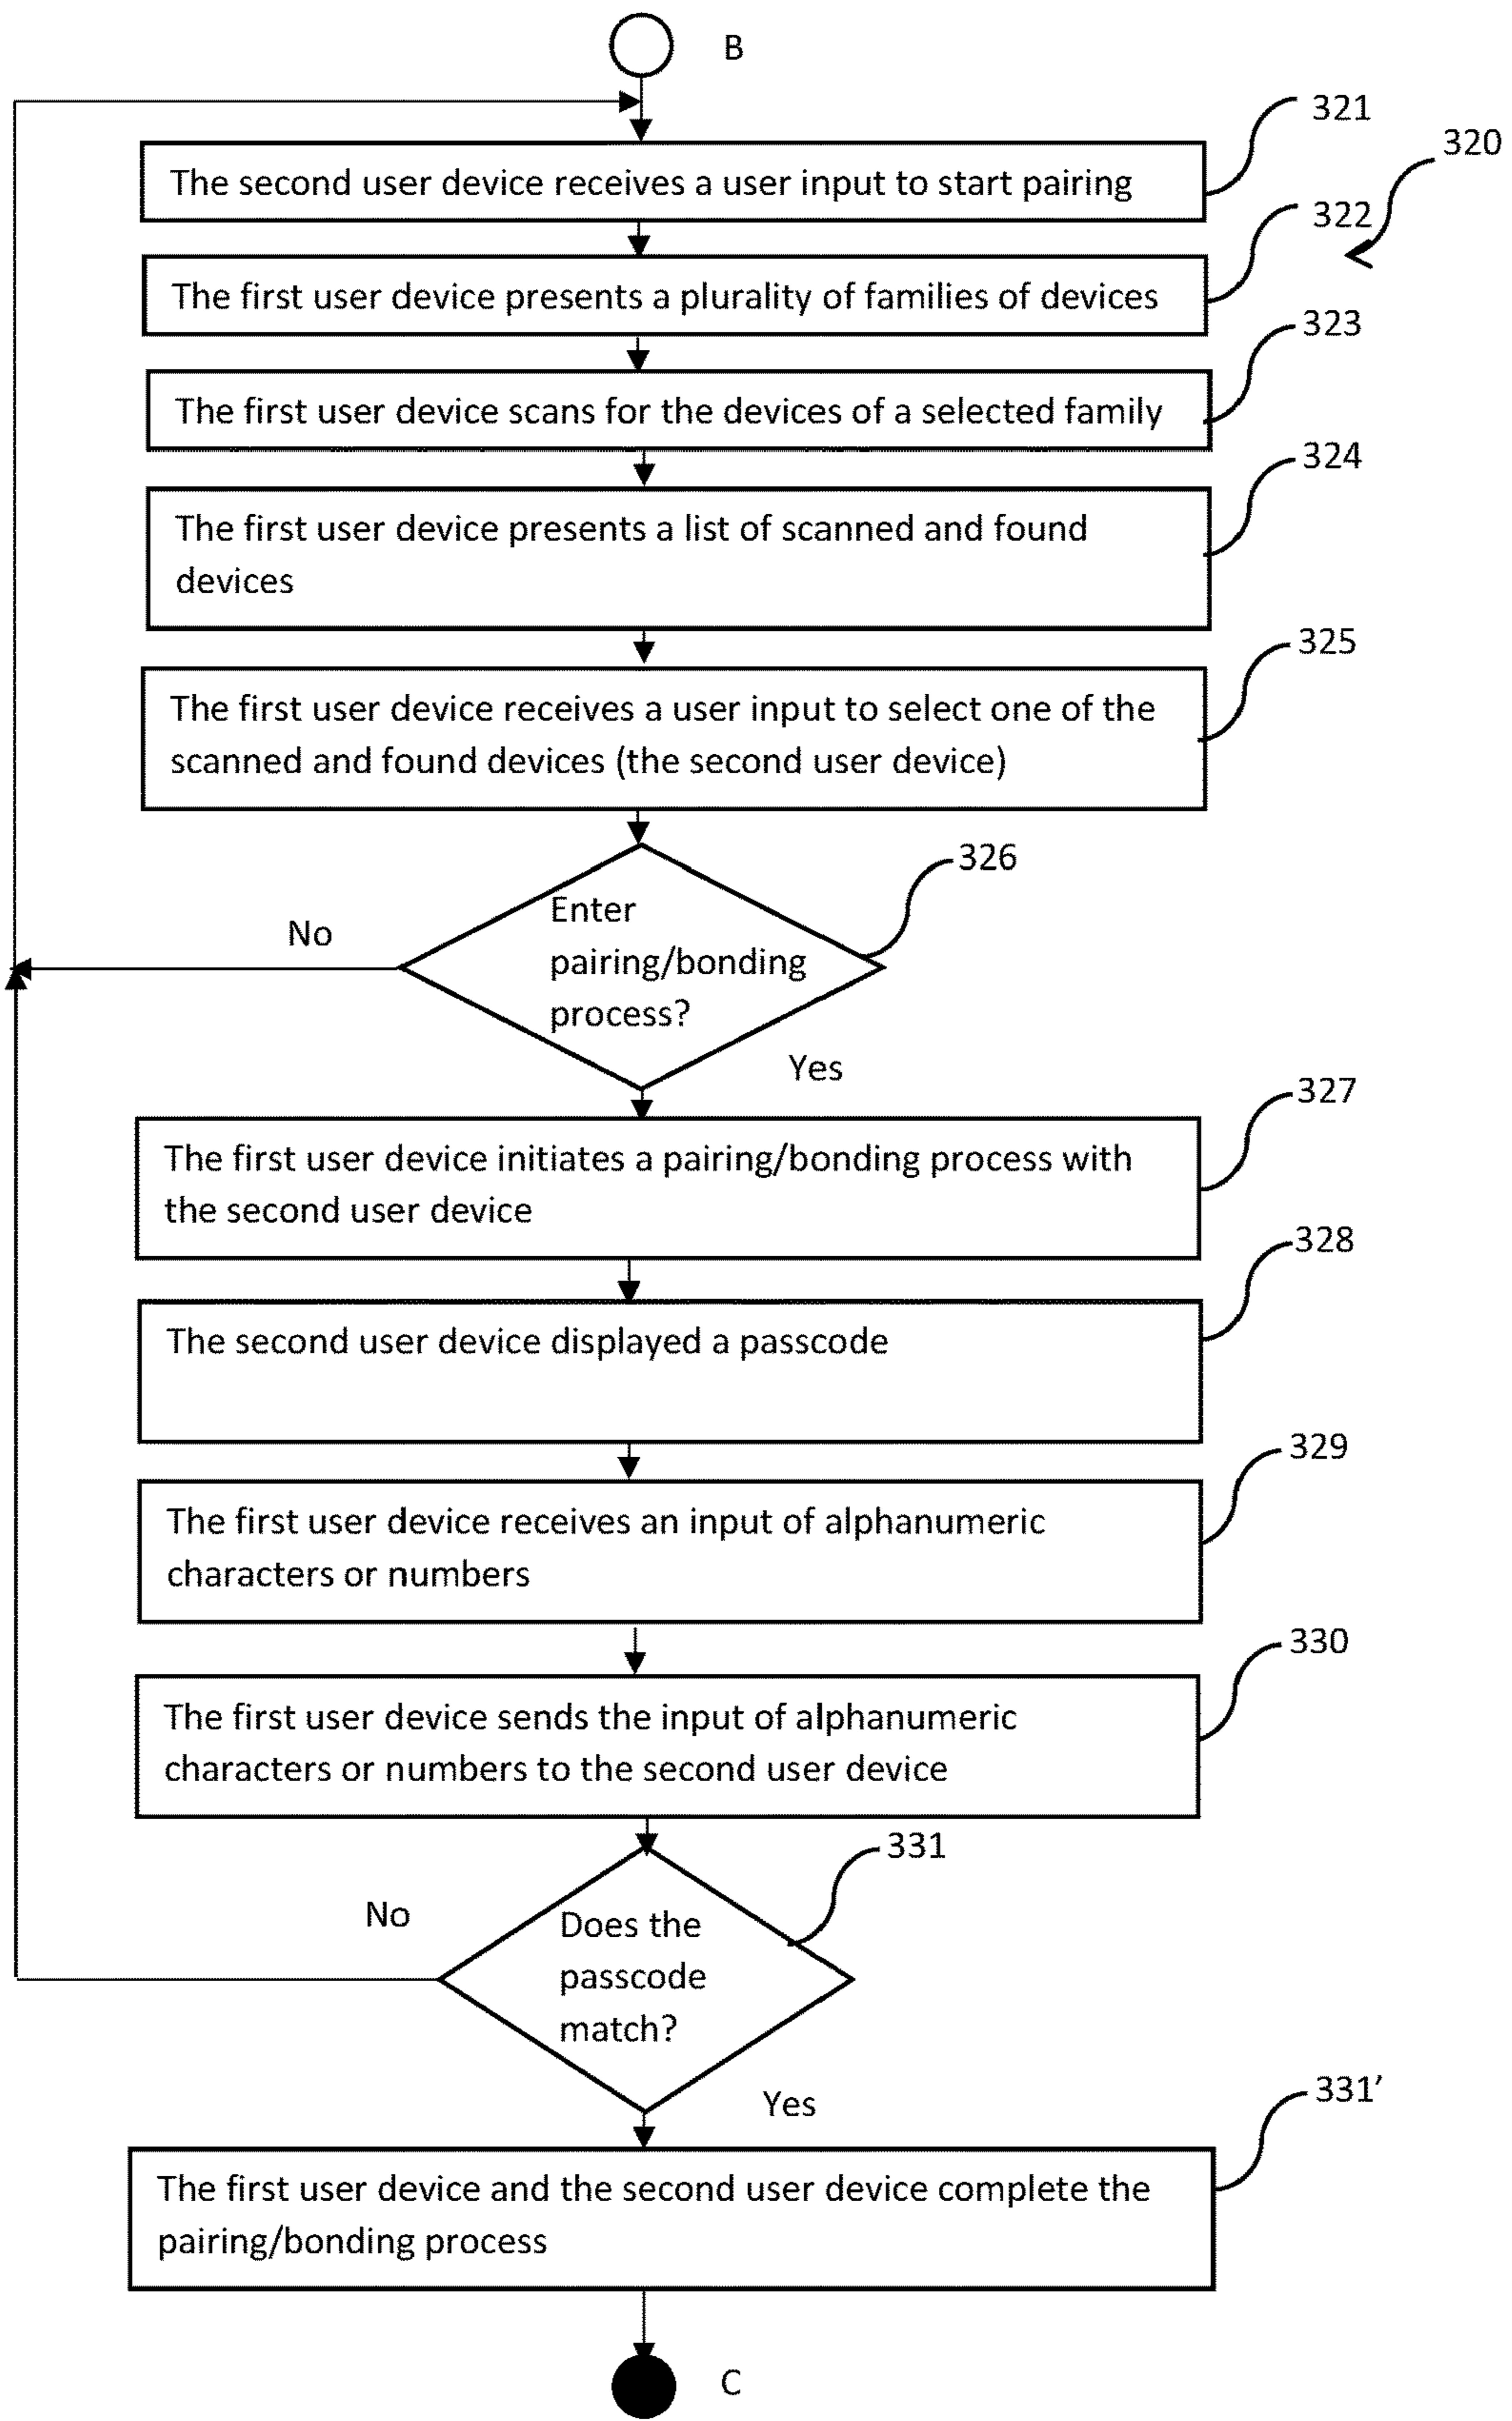 B
321
320
The second user device receives a user input to start pairing
322
The first user device presents a plurality of families of devices
323
The first user device scans for the devices of a selected family
324
The first user device presents a list of scanned and found
devices
325
The first user device receives a user input to select one of the
scanned and found devices (the second user device)
326
No
Enter
pairing/bonding
process?
Yes
327
The first user device initiates a pairing/bonding process with
the second user device
328
The second user device displayed a passcode
329
The first user device receives an input of alphanumeric
characters or numbers
330
The first user device sends the input of alphanumeric
characters or numbers to the second user device
331
No
Does the
passcode
match?
Yes
331’
The first user device and the second user device complete the
pairing/bonding process
C